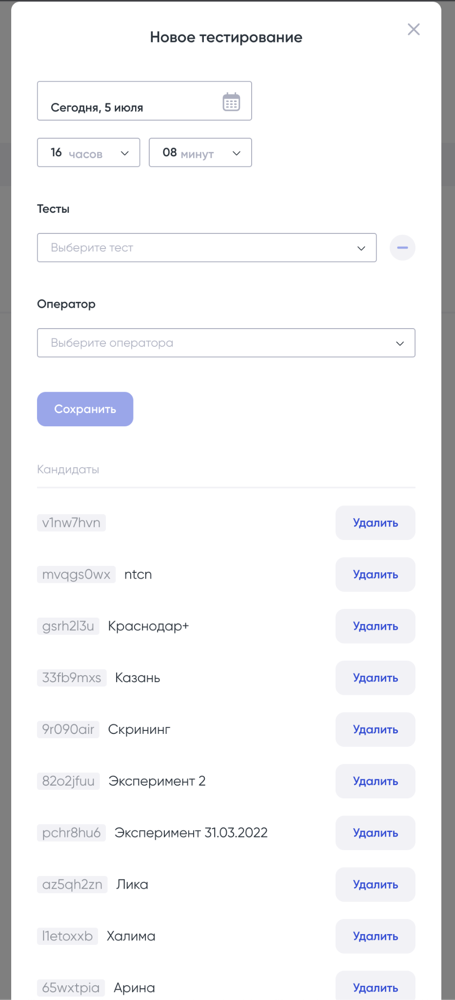 Новое тестирование
Сегодня, 5 июля
16 часов 08 минут
Тесты
Выберите тест
Оператор
Выберите оператора
Сохранить
Кандидаты
v1nw7hvn Удалить
mvqgs0wx ntcn Удалить
gsrh2l3u Краснодар+ Удалить
33fb9mxs Казань Удалить
9r090air Скрининг Удалить
82o2jfuu Эксперимент 2 Удалить
pchr8hu6 Эксперимент 31.03.2022 Удалить
az5qh2zn Лика Удалить
l1etoxxb Халима Удалить
65wxtpia Арина Удалить